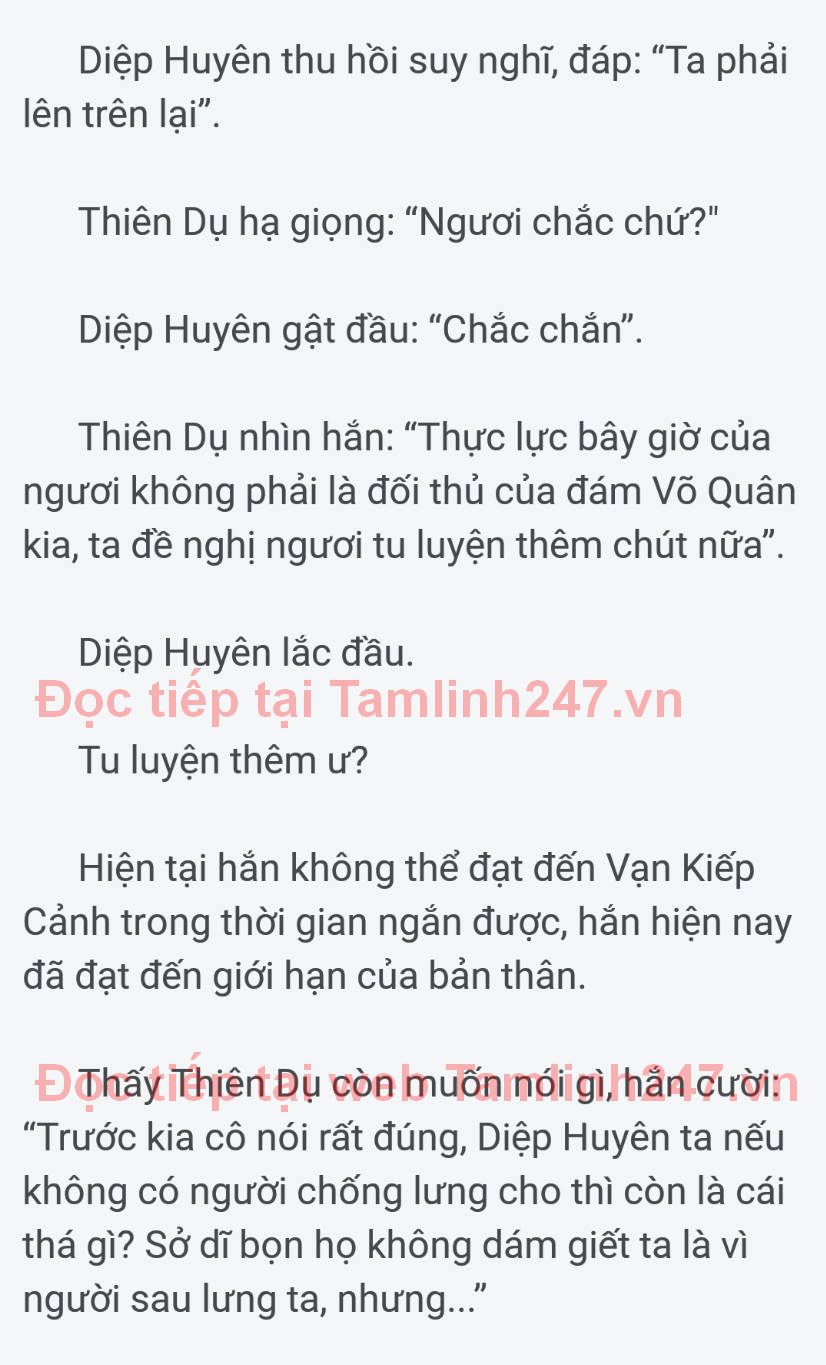 Diệp Huyên thu hồi suy nghĩ, đáp: “Ta phải
lên trên lại”.
Thiên Dụ hạ giọng: “Ngươi chắc chứ?"
Diệp Huyên gật đầu: “Chắc chắn”.
Thiên Dụ nhìn hắn: “Thực lực bây giờ của
ngươi không phải là đối thủ của đám Võ Quân
kia, ta đề nghị ngươi tu luyện thêm chút nữa”.
Diệp Huyên lắc đầu.
Đọc tiếp tại Tamlinh247.vn
Tu luyện thêm ư?
Hiện tại hắn không thể đạt đến Vạn Kiếp
Cảnh trong thời gian ngắn được, hắn hiện nay
đã đạt đến giới hạn của bản thân.
Đọc tiếp tại web Tamlinh247.vn
Thấy Thiên Dụ còn muốn nói gì, hắn cười:
“Trước kia cô nói rất đúng, Diệp Huyên ta nếu
không có người chống lưng cho thì còn là cái
thá gì? Sở dĩ bọn họ không dám giết ta là vì
người sau lưng ta, nhưng...”